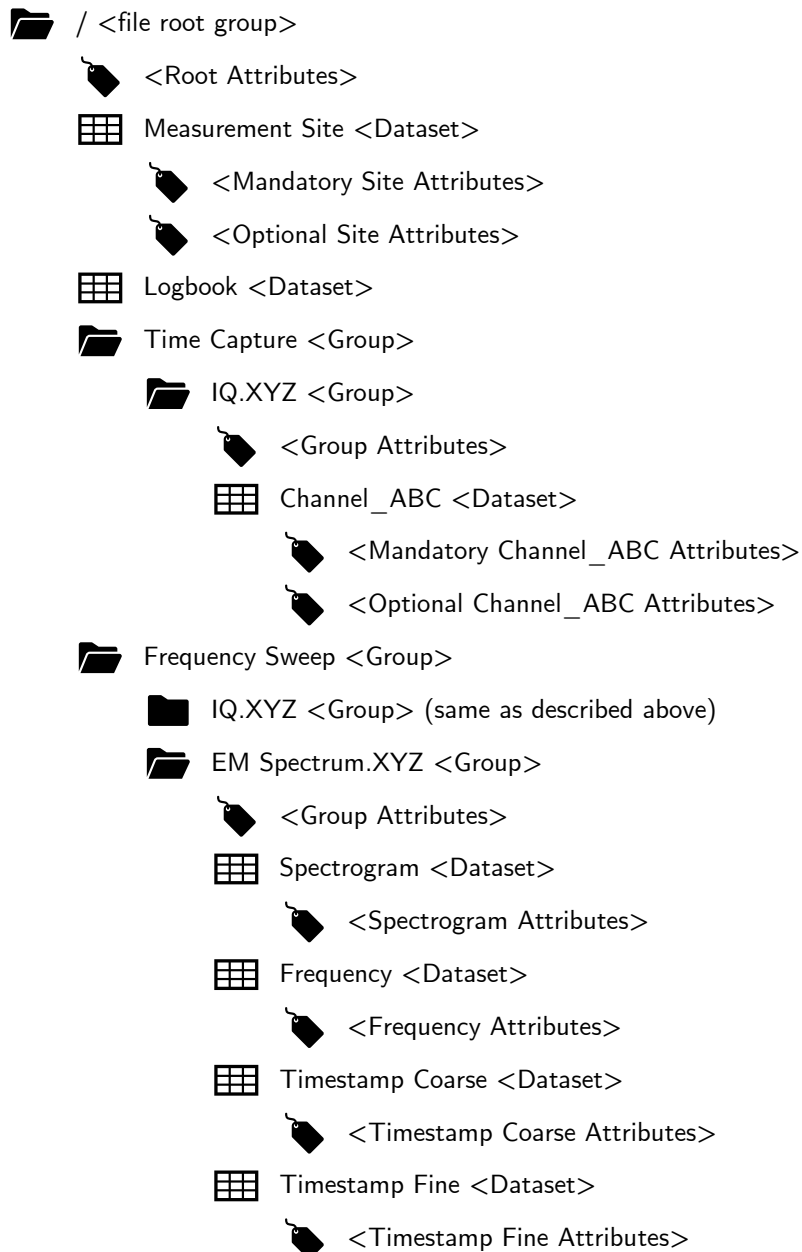 / <file root group>
<Root Attributes>
Measurement Site <Dataset>
<Mandatory Site Attributes>
<Optional Site Attributes>
Logbook <Dataset>
Time Capture <Group>
IQ.XYZ <Group>
<Group Attributes>
Channel_ABC <Dataset>
<Mandatory Channel_ABC Attributes>
<Optional Channel_ABC Attributes>
Frequency Sweep <Group>
IQ.XYZ <Group> (same as described above)
EM Spectrum.XYZ <Group>
<Group Attributes>
Spectrogram <Dataset>
<Spectrogram Attributes>
Frequency <Dataset>
<Frequency Attributes>
Timestamp Coarse <Dataset>
<Timestamp Coarse Attributes>
Timestamp Fine <Dataset>
<Timestamp Fine Attributes>